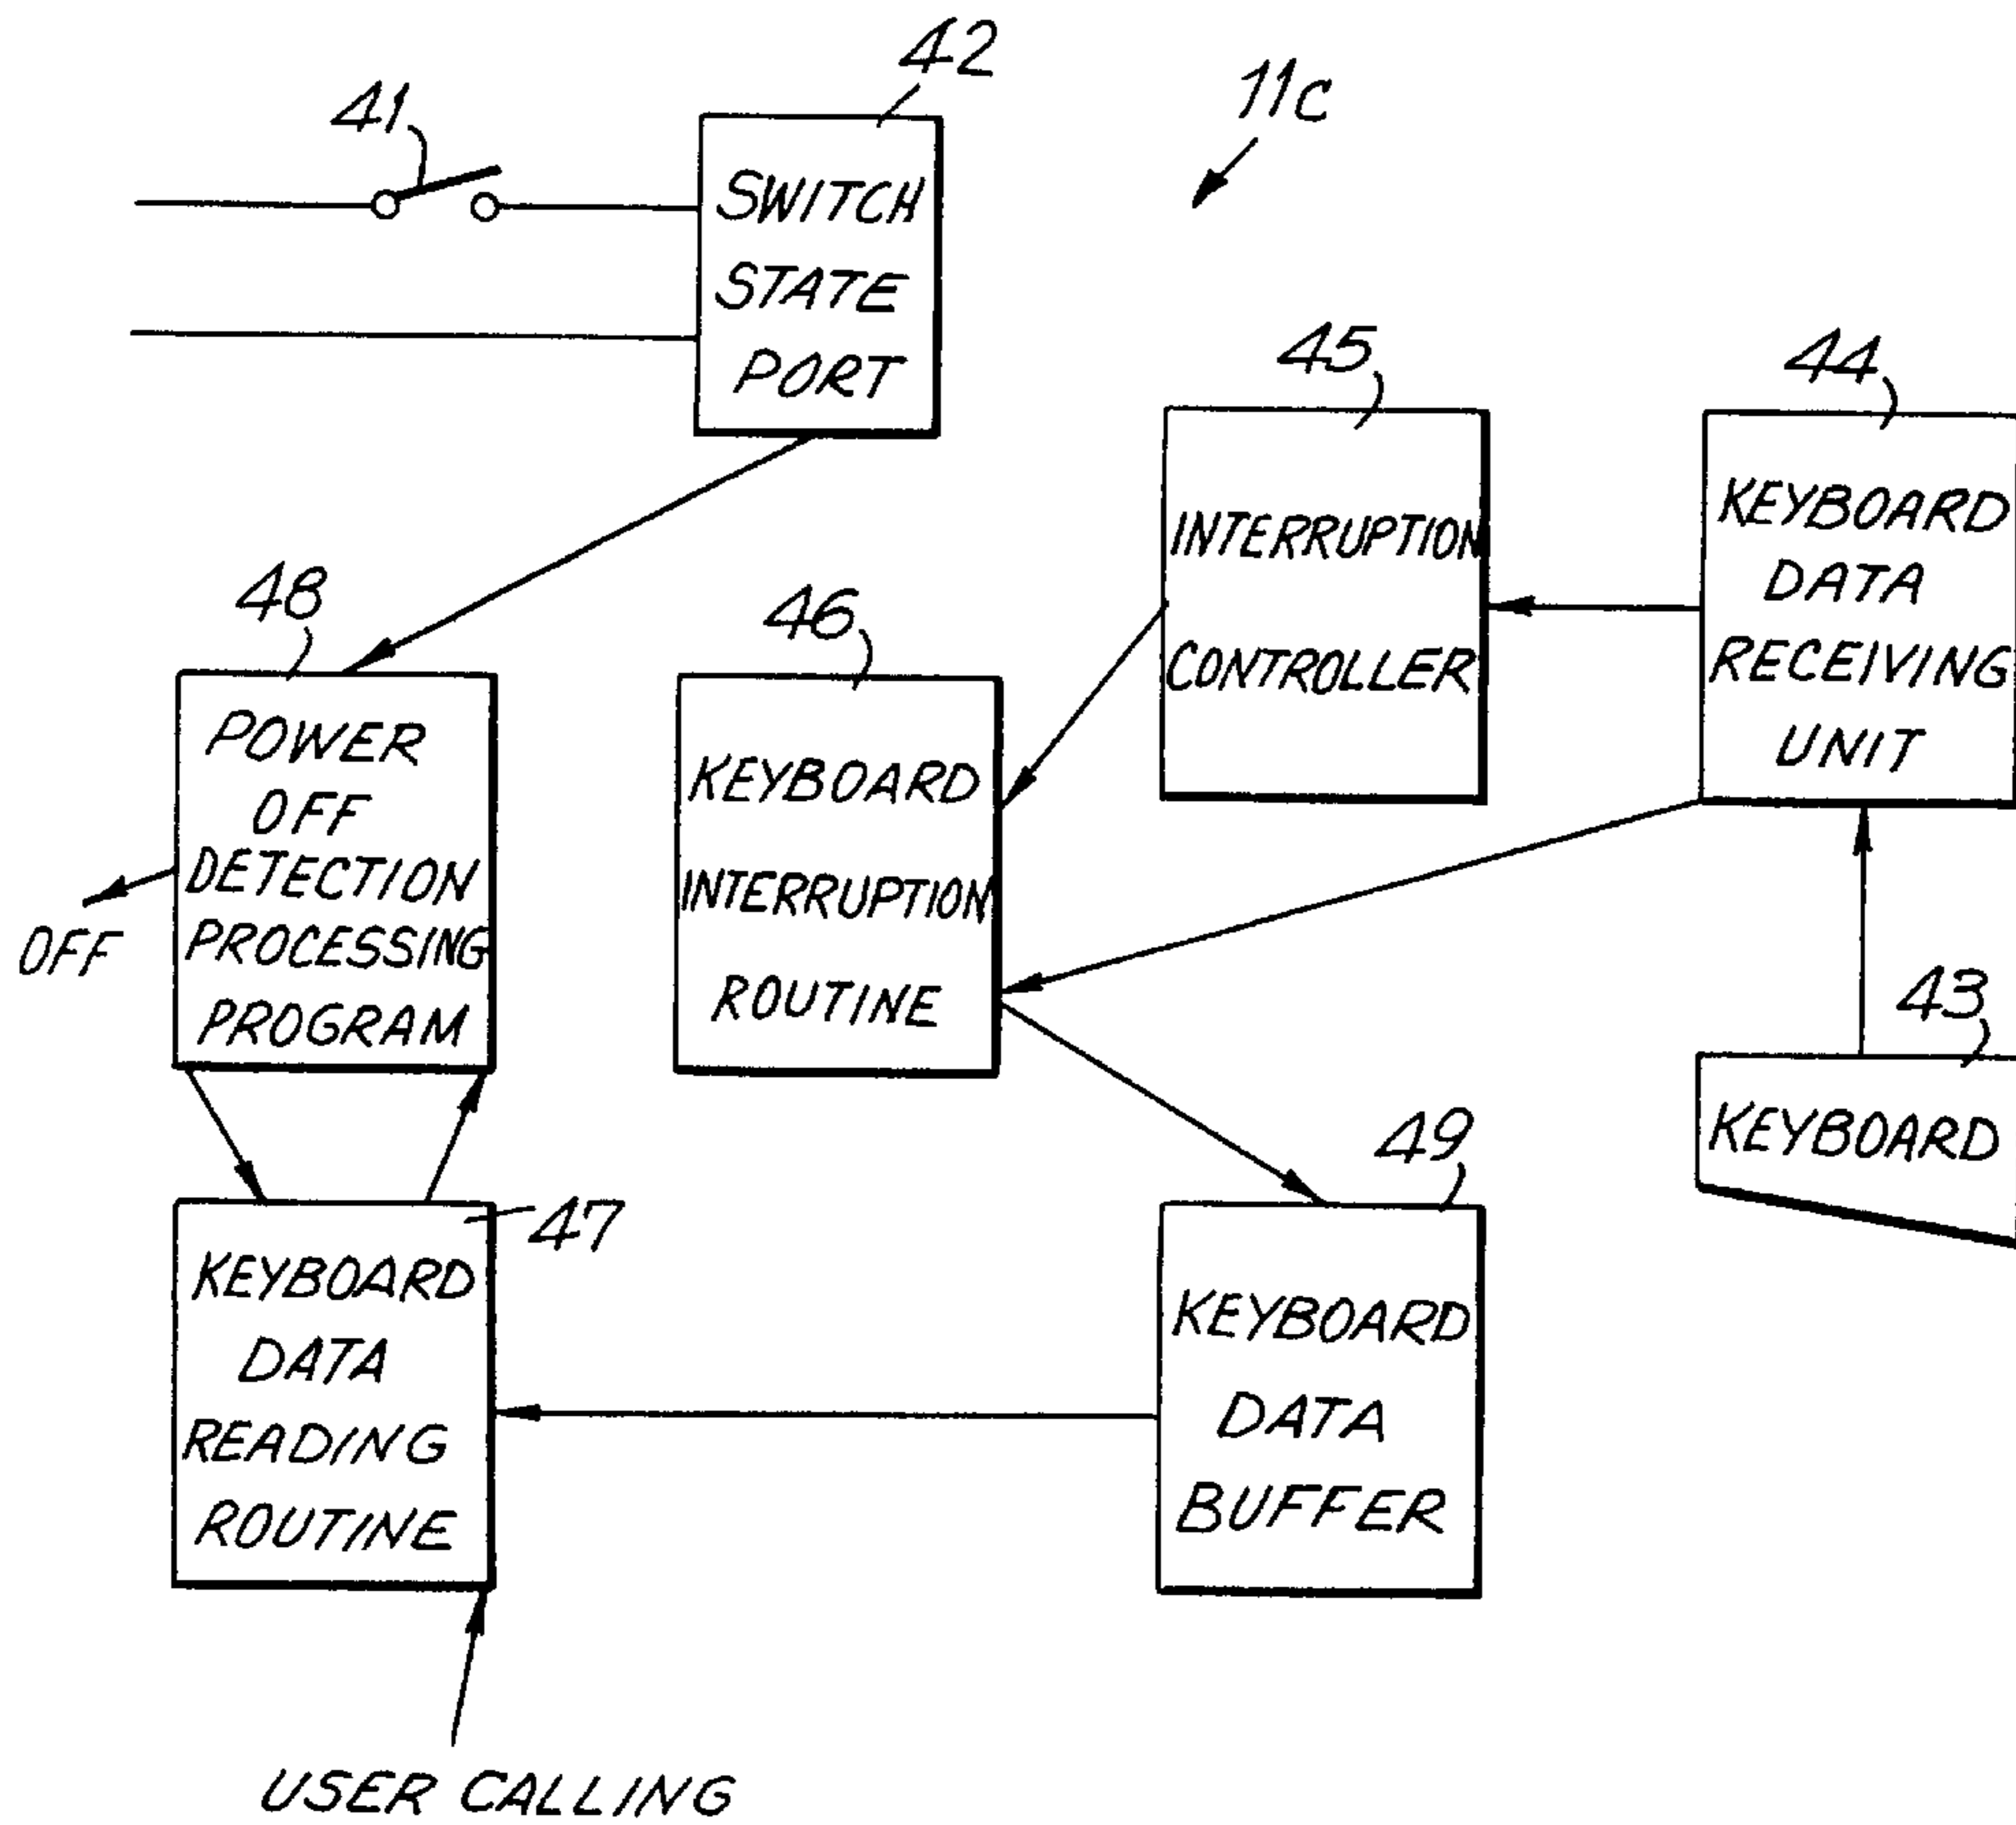 42
41
11C
SWITCH
STATE
PORT
45
44
INTERRUPTION
CONTROLLER
KEYBOARD
DATA
RECEIVING
UNIT
48
46
POWER
OFF
DETECTION
PROCESSING
PROGRAM
OFF
KEYBOARD
INTERRUPTION
ROUTINE
43
KEYBOARD
47
KEYBOARD
DATA
READING
ROUTINE
49
KEYBOARD
DATA
BUFFER
USER CALLING